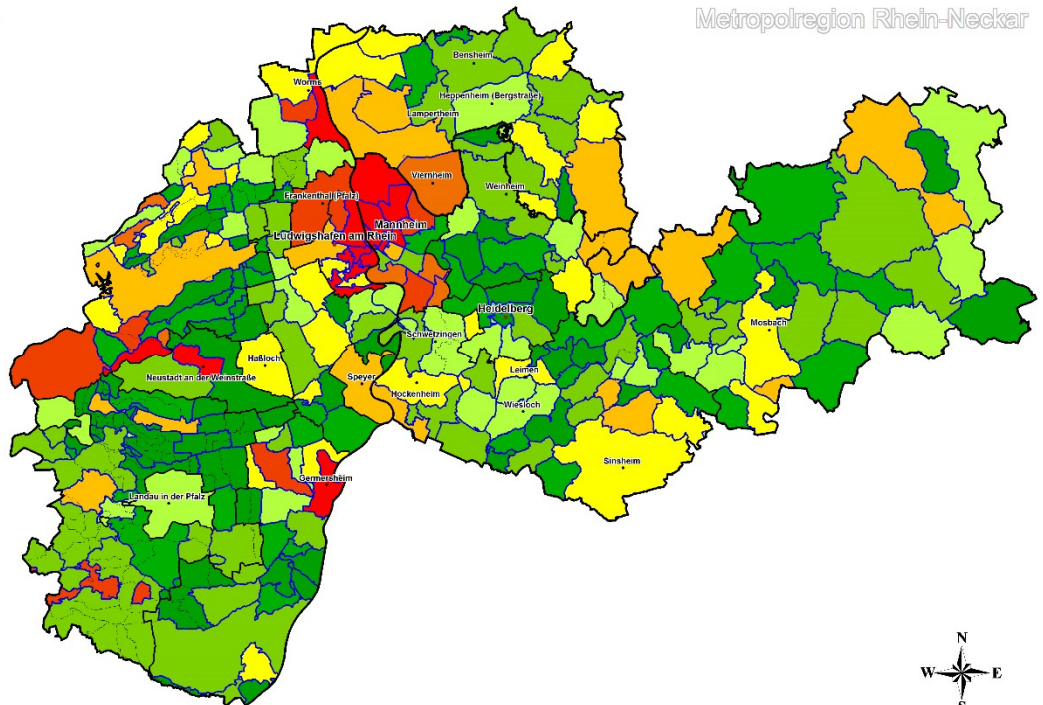 Metropolregion Rhein-Neckar
Bensheim
Worms
Heppenheim (Bergstraße)
Lampertheim
Viernheim
Weinheim
Frankenthal (Pfalz)
Mannheim
Ludwigshafen am Rhein
Heidelberg
Mosbach
Schwetzingen
Haßloch
Leimen
Neustadt an der Weinstraße
Speyer
Hockenheim
Wiesloch
Sinsheim
Germersheim
Landau in der Pfalz
N
W E
S